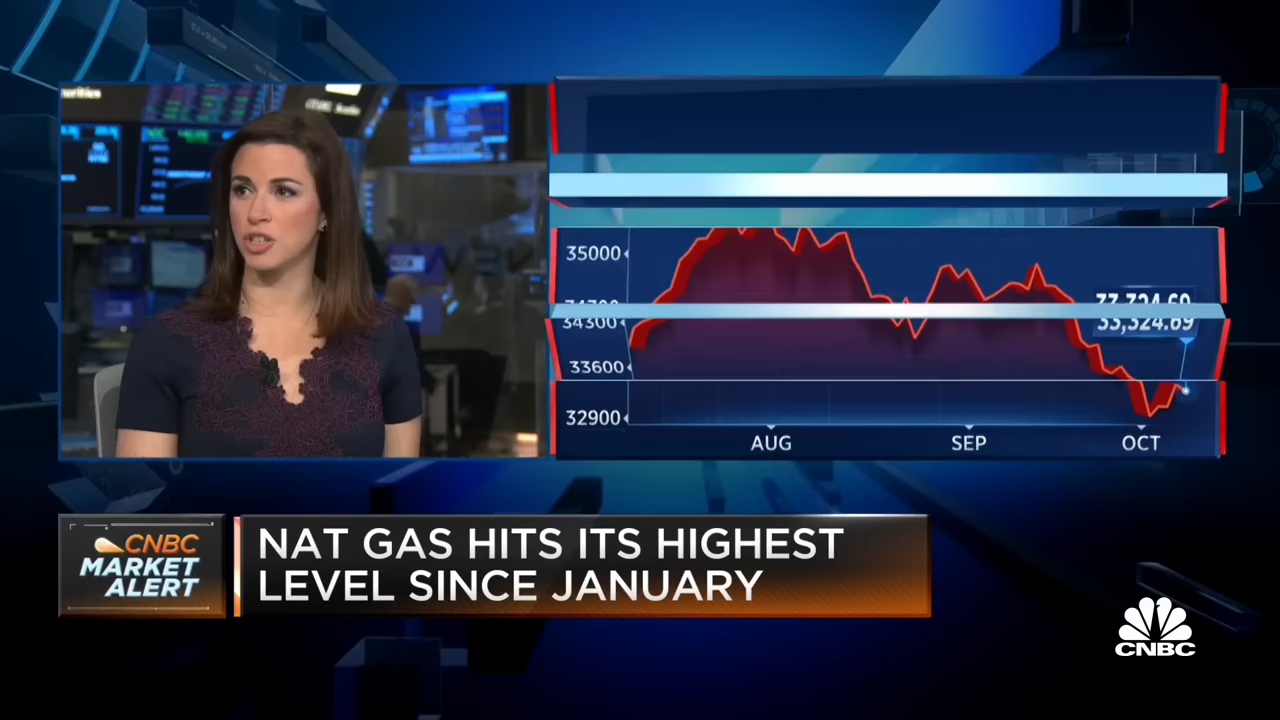 35000
34300
33,324.69
33600
32900
AUG SEP OCT
CNBC
MARKET
ALERT
NAT GAS HITS ITS HIGHEST
LEVEL SINCE JANUARY
CNBC